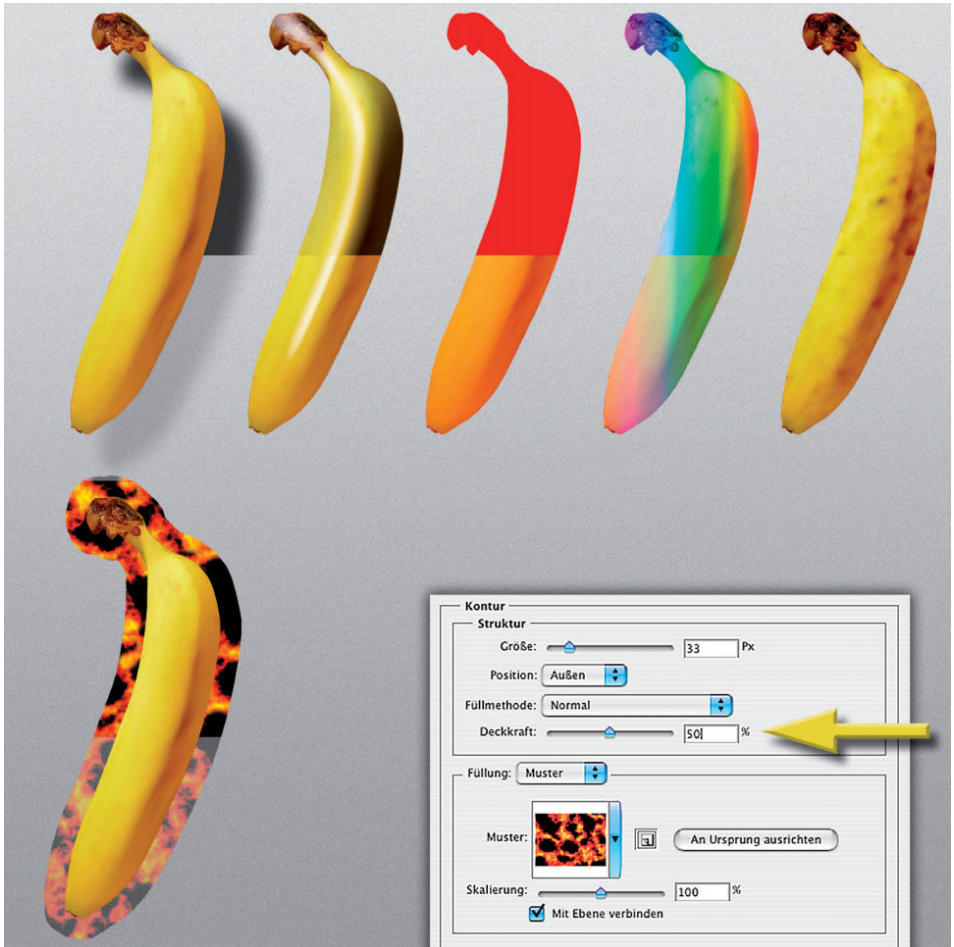 Kontur
Struktur
Größe: 33 Px
Position: Außen
Füllmethode: Normal
Deckkraft: 50 %
Füllung: Muster
Muster: An Ursprung ausrichten
Skalierung: 100 %
Mit Ebene verbinden